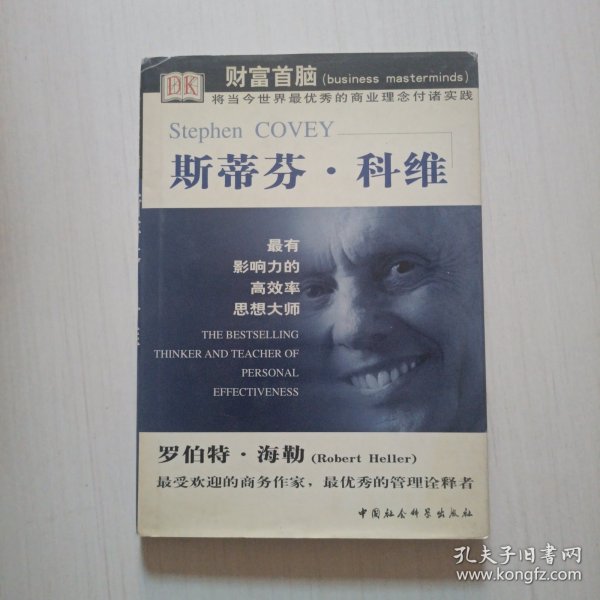 DK
财富首脑(business masterminds)
将当今世界最优秀的商业理念付诸实践
Stephen COVEY
斯蒂芬·科维
最有
影响力的
高效率
思想大师
THE BESTSELLING
THINKER AND TEACHER OF
PERSONAL
EFFECTIVENESS
罗伯特·海勒(Robert Heller)
最受欢迎的商务作家，最优秀的管理诠释者
中国社会科学出版社
孔夫子旧书网
www.kongfz.com